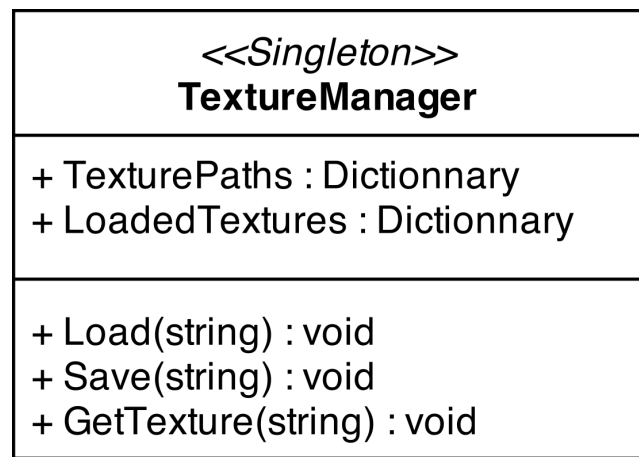 <<Singleton>>
TextureManager
+ TexturePaths : Dictionnary
+ LoadedTextures : Dictionnary
+ Load(string) : void
+ Save(string) : void
+ GetTexture(string) : void